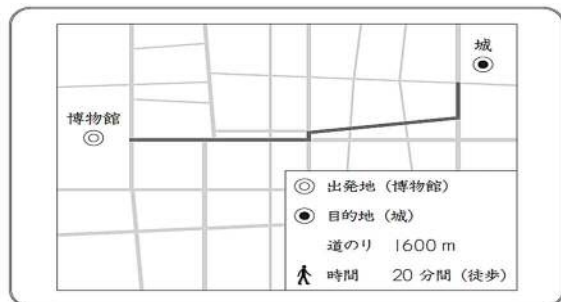 城
博物館
◎ 出発地 (博物館)
◉ 目的地 (城)
道のり 1600 m
時間 20 分間 (徒歩)